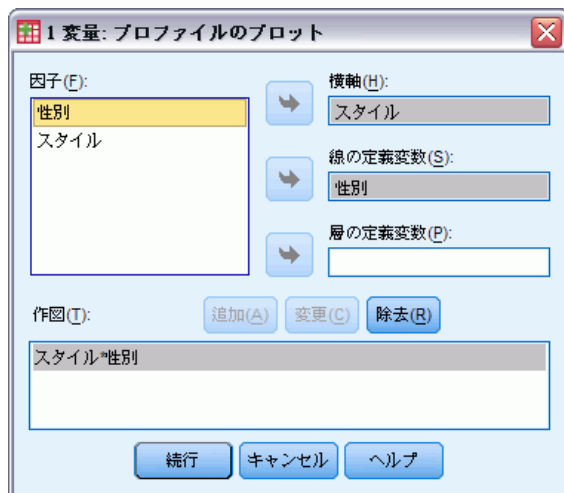 1 変量: プロファイルのプロット
因子(F):
性別
スタイル
横軸(H):
スタイル
線の定義変数(S):
性別
層の定義変数(P):
作図(T):
追加(A)
変更(C)
除去(R)
スタイル*性別
続行
キャンセル
ヘルプ